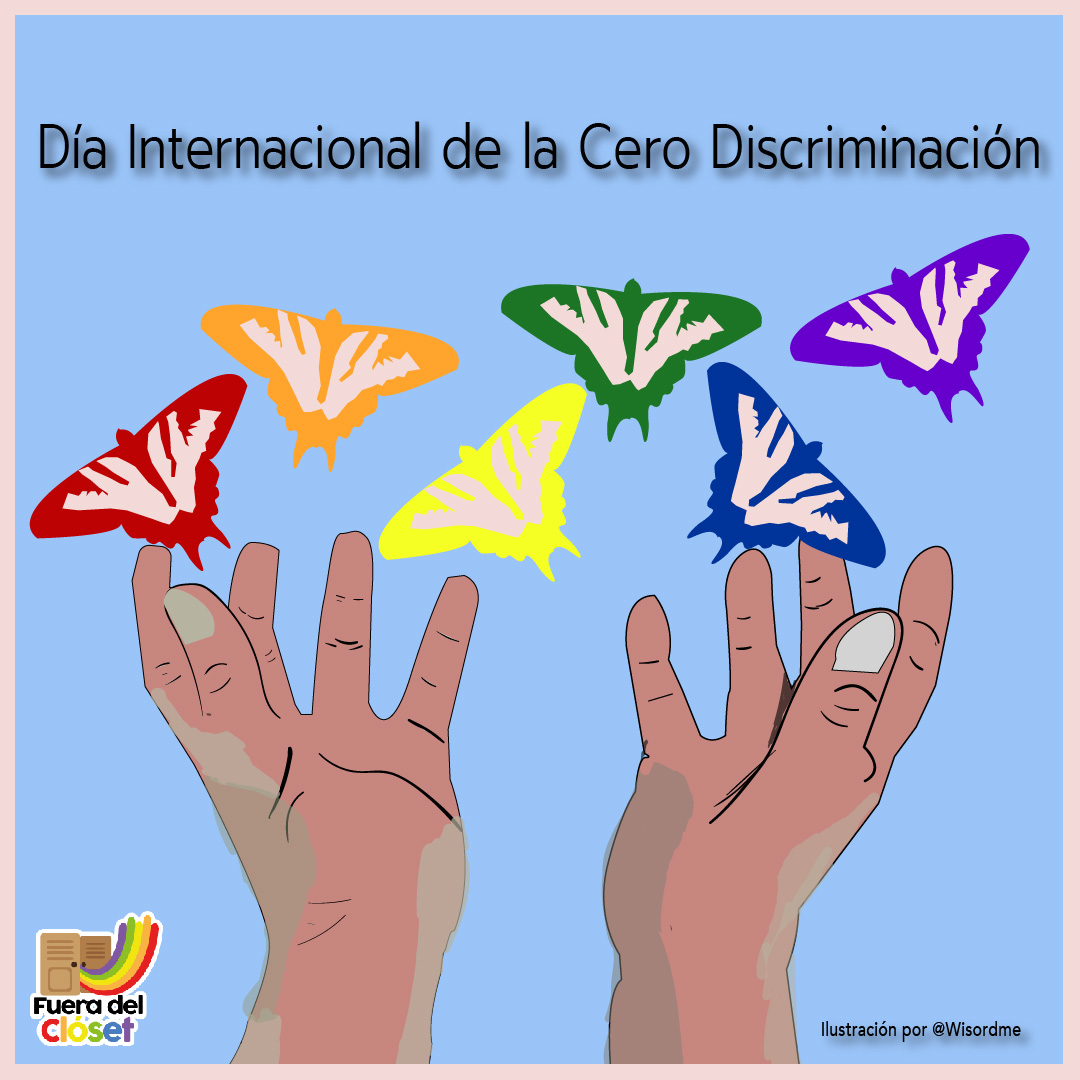 Día Internacional de la Cero Discriminación
Fuera del
Clóset
Ilustración por @Wisordme